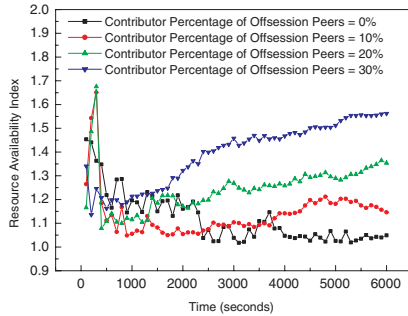 Contributor Percentage of Offsession Peers = 0%
Contributor Percentage of Offsession Peers = 10%
Contributor Percentage of Offsession Peers = 20%
Contributor Percentage of Offsession Peers = 30%
Resource Availability Index
2.0
1.9
1.8
1.7
1.6
1.5
1.4
1.3
1.2
1.1
1.0
0.9
0 1000 2000 3000 4000 5000 6000
Time (seconds)